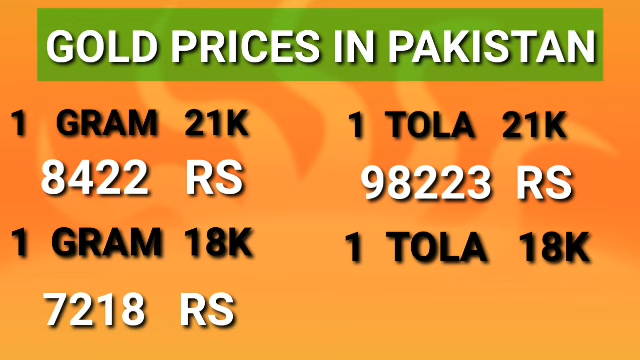 GOLD PRICES IN PAKISTAN
1 GRAM 21K
8422 RS
1 TOLA 21K
98223 RS
1 GRAM 18K
7218 RS
1 TOLA 18K